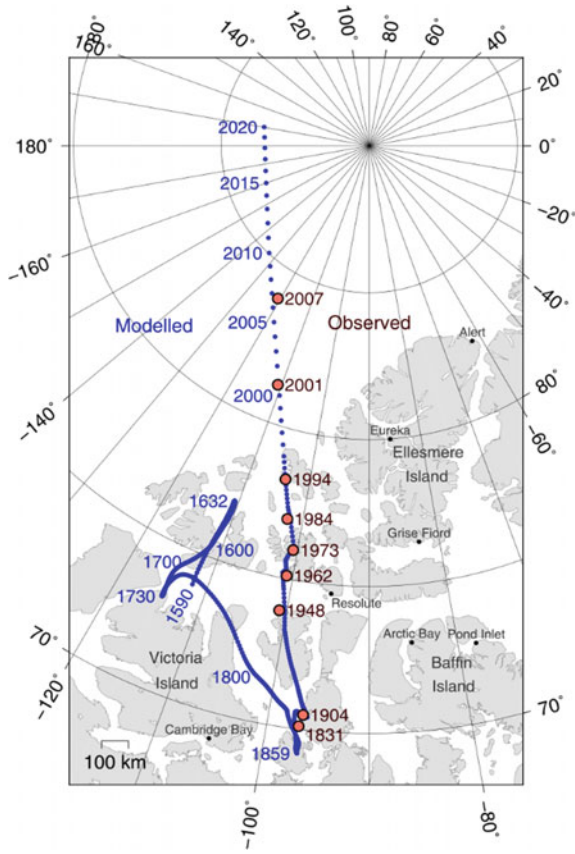 180°
160°
140°
120°
100°
80°
60°
40°
20°
0°
−20°
−40°
−60°
80°
70°
−80°
−100°
−120°
70°
−140°
−160°
180°
2020
2015
2010
2007
Modelled
2005
Observed
Alert
2001
2000
Eureka
Ellesmere
Island
1994
1632
1984
Grise Fiord
1600
1973
1700
1962
1730
1590
Resolute
1948
Arctic Bay
Pond Inlet
Victoria
Island
Baffin
Island
1800
1904
Cambridge Bay
1831
1859
100 km